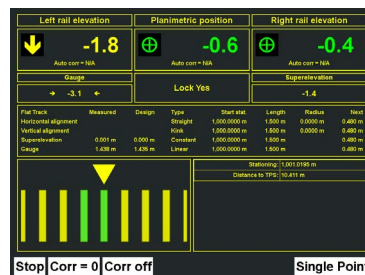 Left rail elevation Planimetric position Right rail elevation
-1.8 -0.6 -0.4
Auto corr = N/A Auto corr = N/A Auto corr = N/A
Gauge Superelevation
→ -3.1 ← Lock Yes -1.4
Flat Track Measured Design Type Start stat. Length Radius Next
Horizontal alignment Straight 1,000.0000 m 1.500 m 0.0000 m 0.480 m
Vertical alignment Kink 1,000.0000 m 1.500 m 0.0000 m 0.480 m
Superelevation 0.001 m 0.000 m Constant 1,000.0000 m 1.500 m 0.480 m
Gauge 1.438 m 1.435 m Linear 1,000.0000 m 1.500 m 0.480 m
Stationing: 1,001.0195 m
Distance to TPS: 10.411 m
Stop Corr = 0 Corr off Single Point